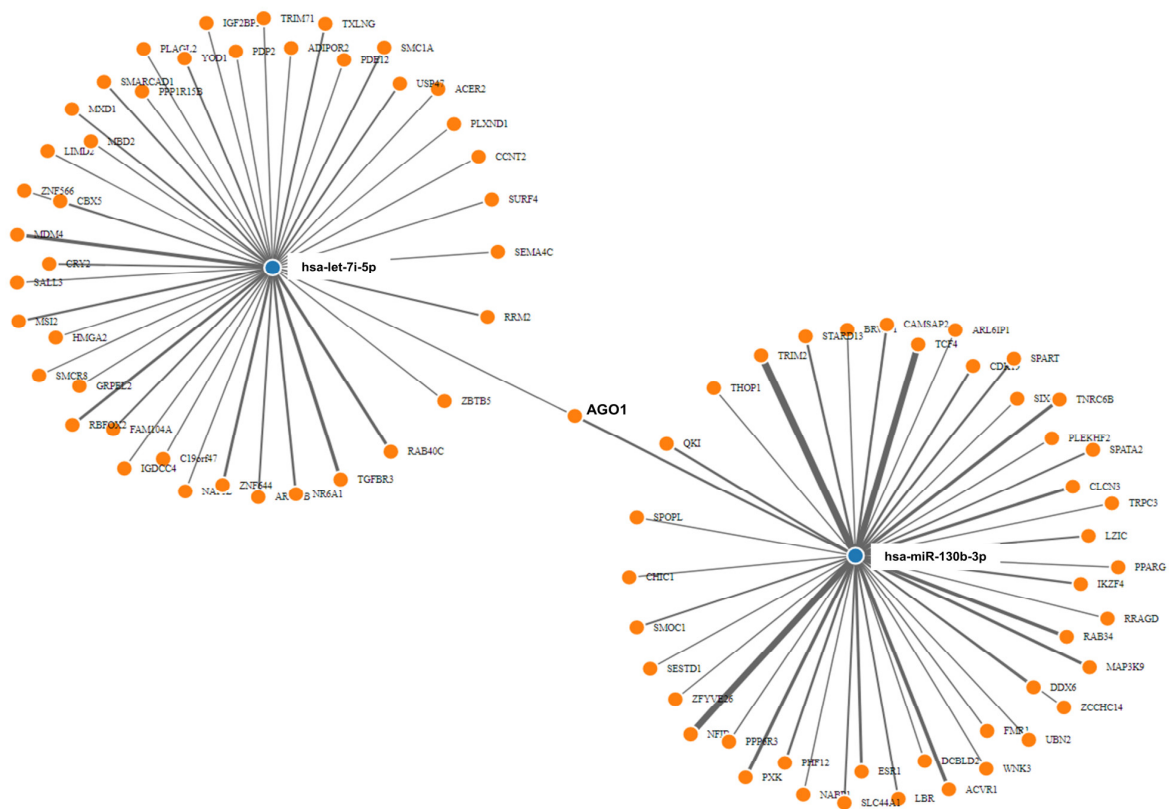 TRIM71
IGF2BP
TXLNG
PLAGL2
YOD1
PDP2
ADIPOR2
PDE12
SMC1A
SMARCAD1
PPP1R15B
USP47
ACER2
MXD1
MBD2
PLXND1
LIMD2
CCNT2
ZNF566
CBX5
SURF4
MDM4
CRY2
SEMA4C
hsa-let-7i-5p
SALL3
MSI2
HMGA2
RRM2
SMCR8
GRPEL2
ZBTB5
RBFOX2
FAM104A
RAB40C
IGDCC4
C19orf47
ZNF644
NR6A1
TGFBR3
AGO1
STARD13
CAMSAP2
ARL6IP1
TRIM2
TCF4
SPART
THOP1
SIX
TNRC6B
QKI
PLEKHF2
SPATA2
CLCN3
TRPC3
SPOPL
LZIC
hsa-miR-130b-3p
PPARG
CHIC1
IKZF4
RRAGD
SMOC1
RAB34
MAP3K9
SESTD1
DDX6
ZFYVE26
ZCCHC14
PPP6R3
FMR1
UBN2
PXK
PHF12
ESR1
DCBLD2
WNK3
SLC44A1
LBR
ACVR1